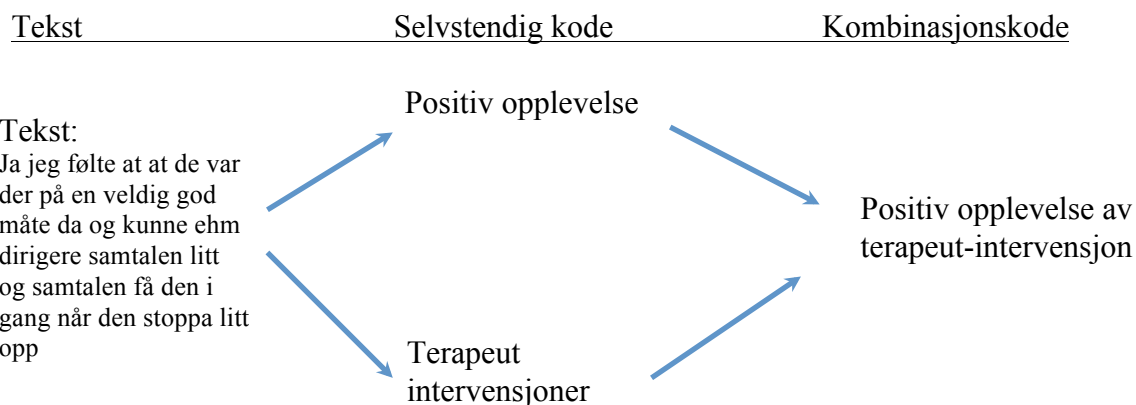 Tekst Selvstendig kode Kombinasjonskode
Positiv opplevelse
Tekst:
Ja jeg følte at at de var
der på en veldig god
måte da og kunne ehm
dirigere samtalen litt
og samtalen få den i
gang når den stoppa litt
opp
Positiv opplevelse av
terapeut-intervensjon
Terapeut
intervensjoner